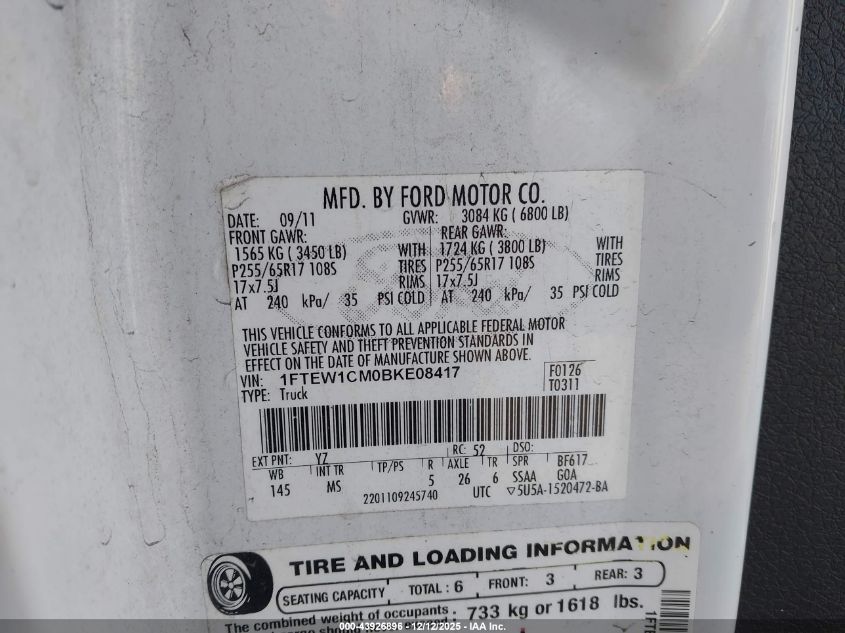 MFD. BY FORD MOTOR CO.
DATE: 09/11 GVWR: 3084 KG ( 6800 LB)
FRONT GAWR: REAR GAWR:
1565 KG ( 3450 LB) WITH 1724 KG ( 3800 LB) WITH
P255/65R17 108S TIRES P255/65R17 108S TIRES
17x7.5J RIMS 17x7.5J RIMS
AT 240 kPa/ 35 PSI COLD AT 240 kPa/ 35 PSI COLD
THIS VEHICLE CONFORMS TO ALL APPLICABLE FEDERAL MOTOR
VEHICLE SAFETY AND THEFT PREVENTION STANDARDS IN
EFFECT ON THE DATE OF MANUFACTURE SHOWN ABOVE.
VIN: 1FTEW1CM0BKE08417 F0126
TYPE: Truck T0311
EXT PNT: YZ RC: 52 DSO:
WB INT TR TP/PS R AXLE TR SPR BF617
145 MS 5 26 6 SSAA GOA
2201109245740 UTC ▽5U5A-1520472-BA
TIRE AND LOADING INFORMATION
SEATING CAPACITY TOTAL : 6 FRONT: 3 REAR: 3
The combined weight of occupants 733 kg or 1618 lbs.
1FT
000-43926896 - 12/12/2025 - IAA Inc.